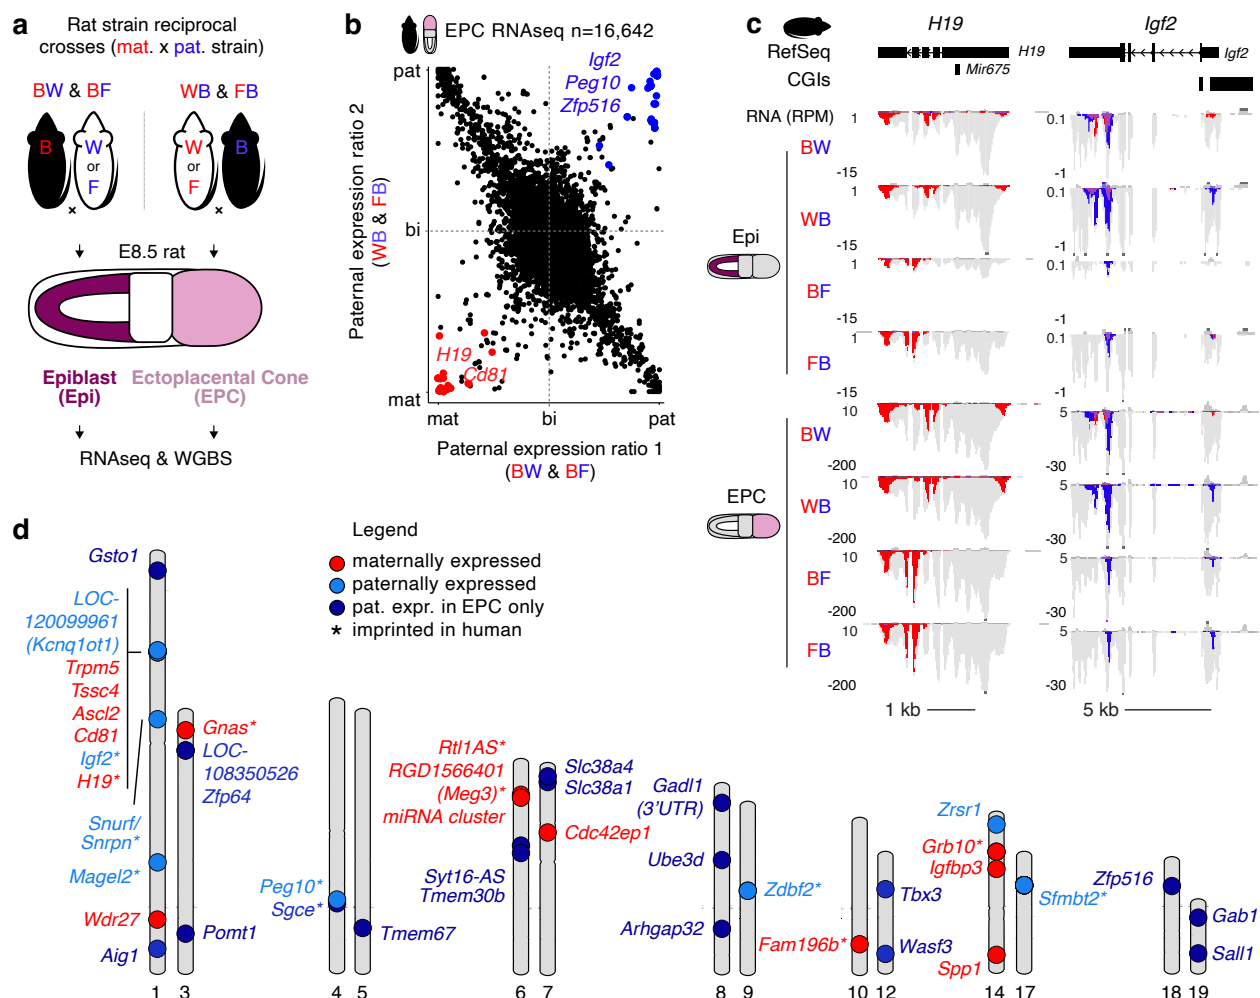 a
Rat strain reciprocal
crosses (mat. x pat. strain)
BW & BF
WB & FB
B
W
or
F
×
W
or
F
B
×
E8.5 rat
Epiblast
(Epi)
Ectoplacental Cone
(EPC)
RNAseq & WGBS
b
EPC RNAseq n=16,642
Paternal expression ratio 2
(WB & FB)
pat
bi
mat
Igf2
Peg10
Zfp516
H19
Cd81
mat
bi
pat
Paternal expression ratio 1
(BW & BF)
c
H19
Igf2
RefSeq
H19
Igf2
Mir675
CGIs
RNA (RPM)
Epi
BW
1
-15
0.1
-1
WB
1
-15
0.1
-1
BF
1
-15
0.1
-1
FB
1
-15
0.1
-1
EPC
BW
10
-200
5
-30
WB
10
-200
5
-30
BF
10
-200
5
-30
FB
10
-200
5
-30
1 kb
5 kb
d
Legend
maternally expressed
paternally expressed
pat. expr. in EPC only
* imprinted in human
Gsto1
LOC-
120099961
(Kcnq1ot1)
Trpm5
Tssc4
Ascl2
Cd81
Igf2*
H19*
Snurf/
Snrpn*
Magel2*
Wdr27
Aig1
1
Gnas*
LOC-
108350526
Zfp64
Pomt1
3
Peg10*
Sgce*
4
Tmem67
5
Rtl1AS*
RGD1566401
(Meg3)*
miRNA cluster
Syt16-AS
Tmem30b
6
Slc38a4
Slc38a1
Cdc42ep1
7
Gadl1
(3'UTR)
Ube3d
Arhgap32
8
Zdbf2*
9
Fam196b*
10
Tbx3
Wasf3
12
Zrsr1
Grb10*
Igfbp3
Spp1
14
Sfmbt2*
17
Zfp516
18
Gab1
Sall1
19